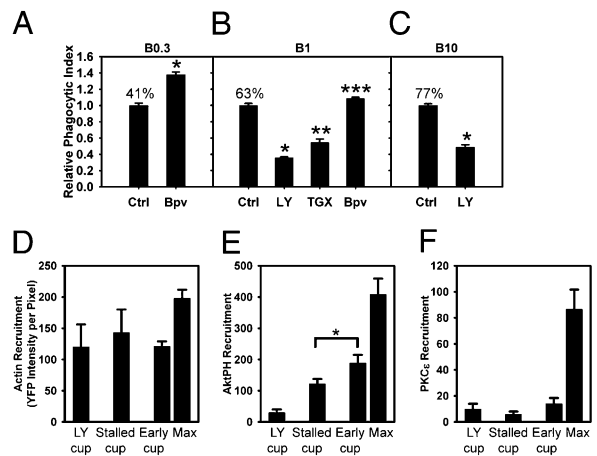 A B C
B0.3 B1 B10
Relative Phagocytic Index
1.6
1.4
1.2
1.0
0.8
0.6
0.4
0.2
0.0
41% * 63% * ** *** 77% *
Ctrl Bpv Ctrl LY TGX Bpv Ctrl LY
D E F
Actin Recruitment
(YFP Intensity per Pixel)
250
200
150
100
50
0
LY Stalled Early Max
cup cup cup
AktPH Recruitment
500
400
300
200
100
0
*
LY Stalled Early Max
cup cup cup
PKCε Recruitment
120
100
80
60
40
20
0
LY Stalled Early Max
cup cup cup